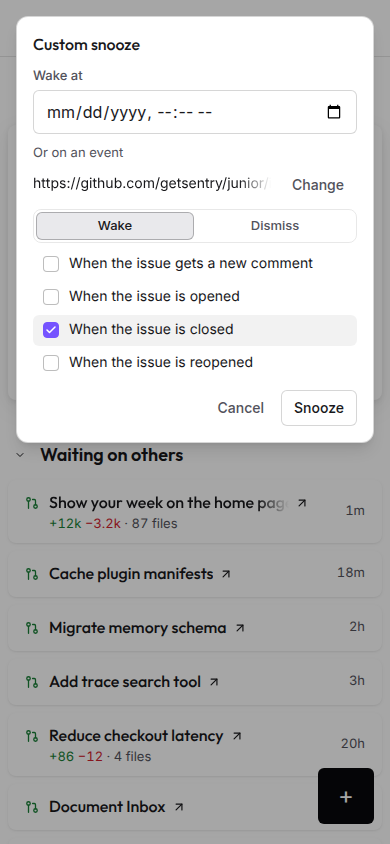 Custom snooze
Wake at
mm/dd/yyyy, --:-- --
Or on an event
https://github.com/getsentry/junior/
Change
Wake
Dismiss
When the issue gets a new comment
When the issue is opened
When the issue is closed
When the issue is reopened
Cancel
Snooze
Waiting on others
Show your week on the home page
1m
+12k −3.2k · 87 files
Cache plugin manifests
18m
Migrate memory schema
2h
Add trace search tool
3h
Reduce checkout latency
20h
+86 −12 · 4 files
Document Inbox
+